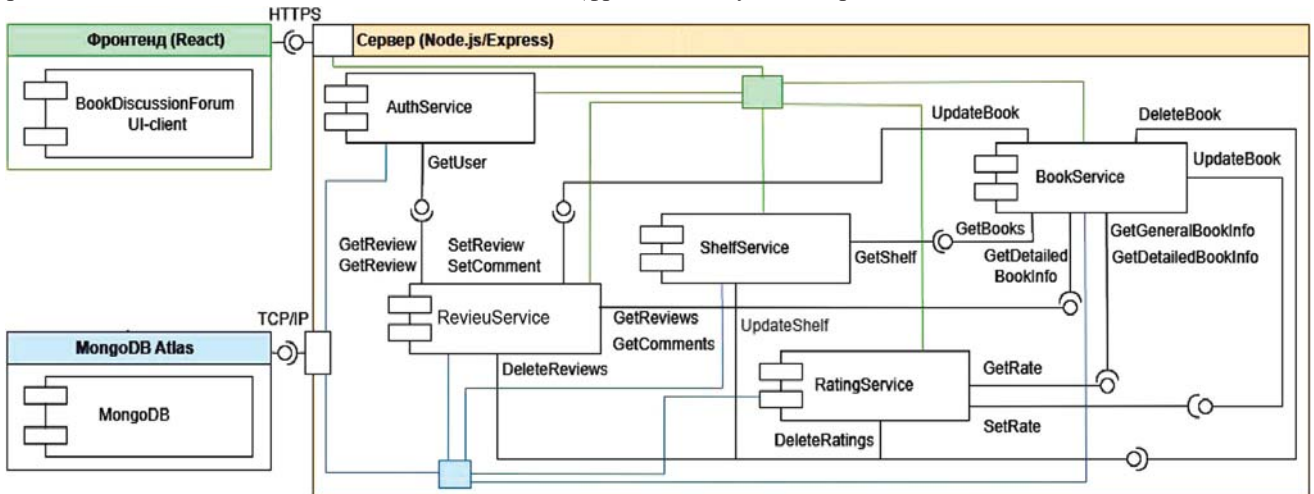 HTTPS
Фронтенд (React)
Сервер (Node.js/Express)
BookDiscussionForum
UI-client
AuthService
UpdateBook
DeleteBook
GetUser
UpdateBook
BookService
GetReview
GetReview
SetReview
SetComment
ShelfService
GetShelf
GetBooks
GetDetailed
BookInfo
GetGeneralBookInfo
GetDetailedBookInfo
TCP/IP
RevieuService
GetReviews
GetComments
UpdateShelf
MongoDB Atlas
DeleteReviews
RatingService
GetRate
MongoDB
DeleteRatings
SetRate